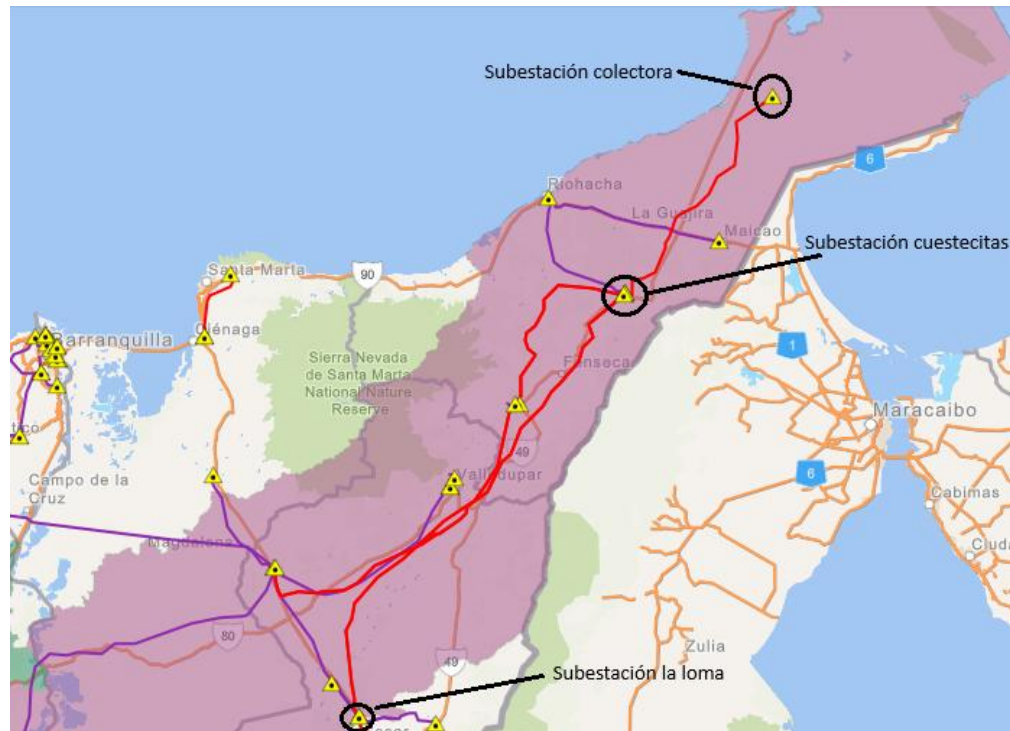 Subestación colectora
6
Riohacha
La Guajira
Maicao
Subestación cuestecitas
Santa Marta
90
Barranquilla
Ciénaga
Sierra Nevada
de Santa Marta
National Nature
Reserve
Fonseca
1
Maracaibo
tico
49
Valledupar
6
Campo de la
Cruz
Cabimas
Magdalena
Ciuda
80
49
Zulia
Subestación la loma